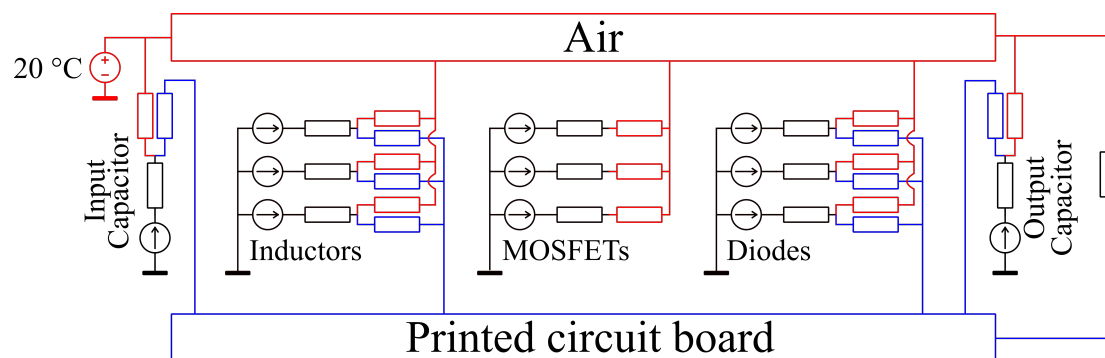 Air
20 °C
+
−
Input
Capacitor
Inductors
MOSFETs
Diodes
Output
Capacitor
Printed circuit board